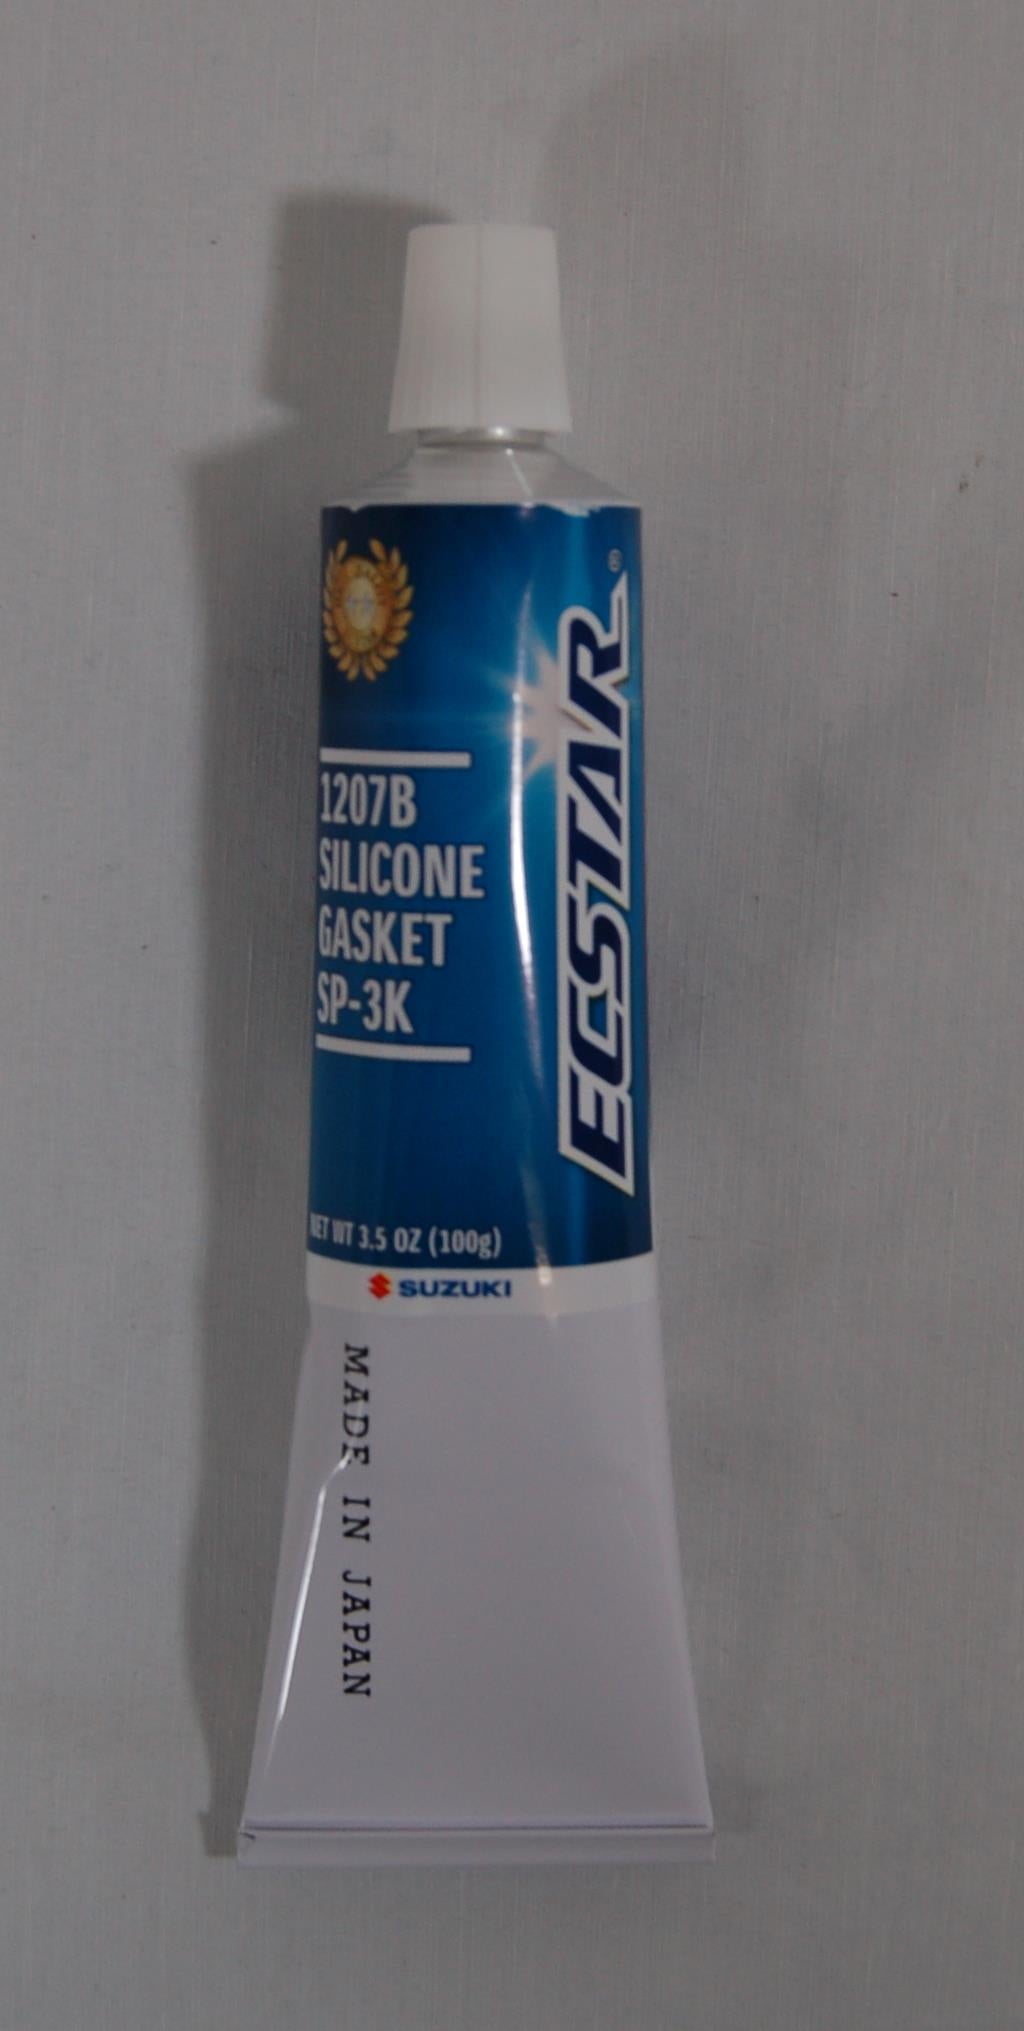 1207B
SILICONE
GASKET
SP-3K
ECSTAR®
NET WT 3.5 OZ (100g)
SUZUKI
MADE IN JAPAN